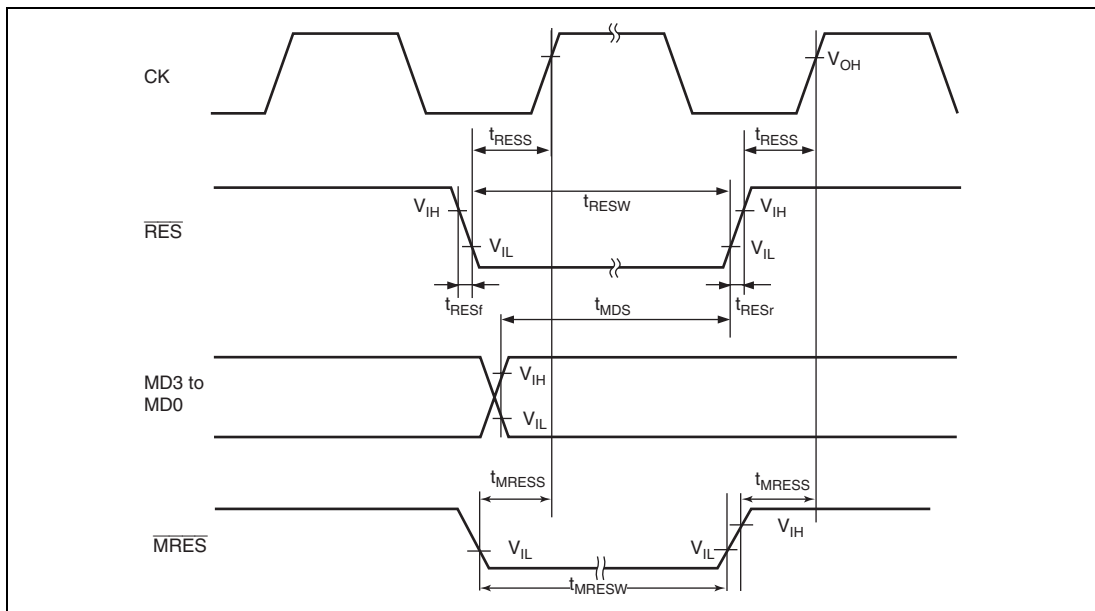 CK
V_OH
t_RESS t_RESS
RES
V_IH t_RESW V_IH
V_IL V_IL
t_RESf t_MDS t_RESr
MD3 to
MD0
V_IH
V_IL
t_MRESS t_MRESS
MRES
V_IL V_IL V_IH
t_MRESW